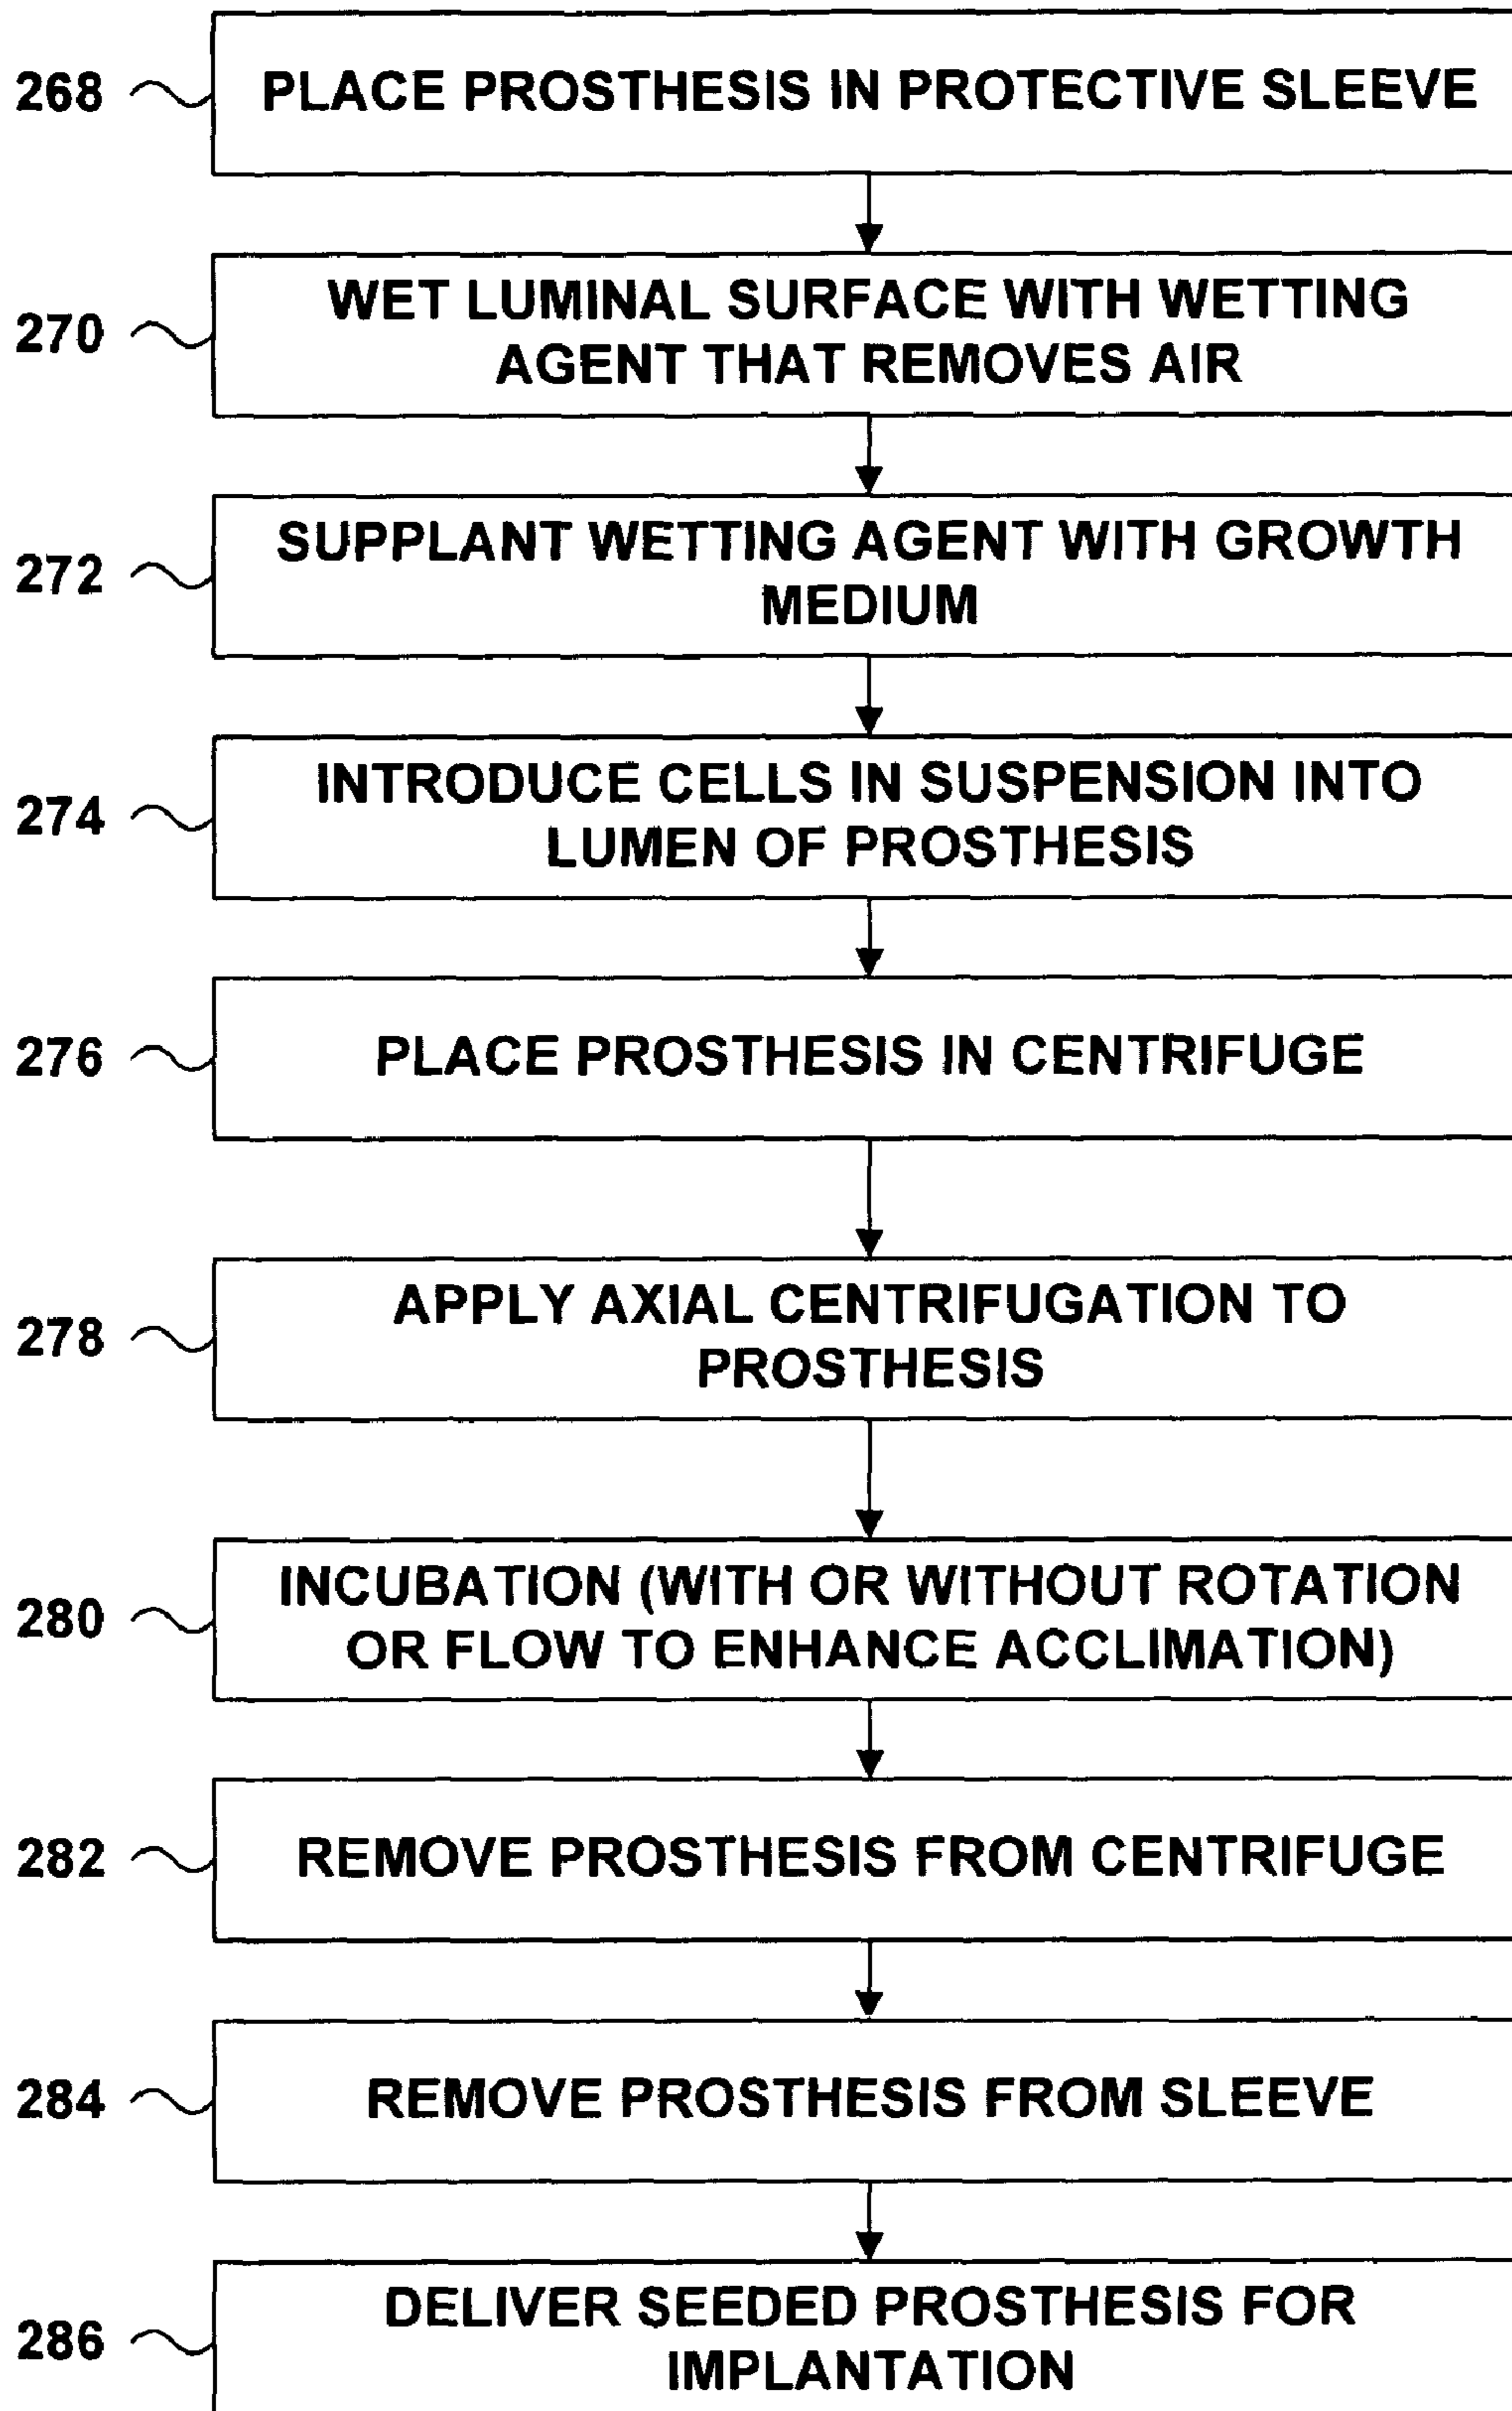 268 PLACE PROSTHESIS IN PROTECTIVE SLEEVE
270 WET LUMINAL SURFACE WITH WETTING
AGENT THAT REMOVES AIR
272 SUPPLANT WETTING AGENT WITH GROWTH
MEDIUM
274 INTRODUCE CELLS IN SUSPENSION INTO
LUMEN OF PROSTHESIS
276 PLACE PROSTHESIS IN CENTRIFUGE
278 APPLY AXIAL CENTRIFUGATION TO
PROSTHESIS
280 INCUBATION (WITH OR WITHOUT ROTATION
OR FLOW TO ENHANCE ACCLIMATION)
282 REMOVE PROSTHESIS FROM CENTRIFUGE
284 REMOVE PROSTHESIS FROM SLEEVE
286 DELIVER SEEDED PROSTHESIS FOR
IMPLANTATION